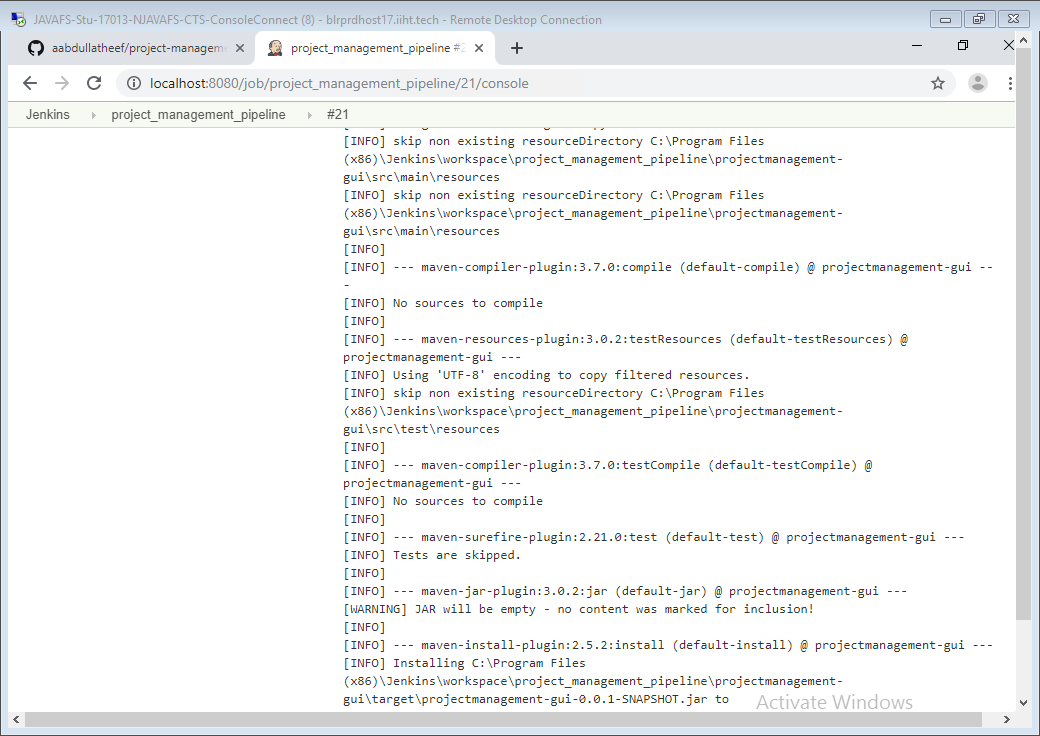 JAVAFS-Stu-17013-NJAVAFS-CTS-ConsoleConnect (8) - blrprdhost17.iiht.tech - Remote Desktop Connection
aabdullatheef/project-managem
project_management_pipeline #2
localhost:8080/job/project_management_pipeline/21/console
Jenkins
project_management_pipeline
#21
[INFO] skip non existing resourceDirectory C:\Program Files
(x86)\Jenkins\workspace\project_management_pipeline\projectmanagement-
gui\src\main\resources
[INFO] skip non existing resourceDirectory C:\Program Files
(x86)\Jenkins\workspace\project_management_pipeline\projectmanagement-
gui\src\main\resources
[INFO]
[INFO] --- maven-compiler-plugin:3.7.0:compile (default-compile) @ projectmanagement-gui --
-
[INFO] No sources to compile
[INFO]
[INFO] --- maven-resources-plugin:3.0.2:testResources (default-testResources) @
projectmanagement-gui ---
[INFO] Using 'UTF-8' encoding to copy filtered resources.
[INFO] skip non existing resourceDirectory C:\Program Files
(x86)\Jenkins\workspace\project_management_pipeline\projectmanagement-
gui\src\test\resources
[INFO]
[INFO] --- maven-compiler-plugin:3.7.0:testCompile (default-testCompile) @
projectmanagement-gui ---
[INFO] No sources to compile
[INFO]
[INFO] --- maven-surefire-plugin:2.21.0:test (default-test) @ projectmanagement-gui ---
[INFO] Tests are skipped.
[INFO]
[INFO] --- maven-jar-plugin:3.0.2:jar (default-jar) @ projectmanagement-gui ---
[WARNING] JAR will be empty - no content was marked for inclusion!
[INFO]
[INFO] --- maven-install-plugin:2.5.2:install (default-install) @ projectmanagement-gui ---
[INFO] Installing C:\Program Files
(x86)\Jenkins\workspace\project_management_pipeline\projectmanagement-
gui\target\projectmanagement-gui-0.0.1-SNAPSHOT.jar to
Activate Windows